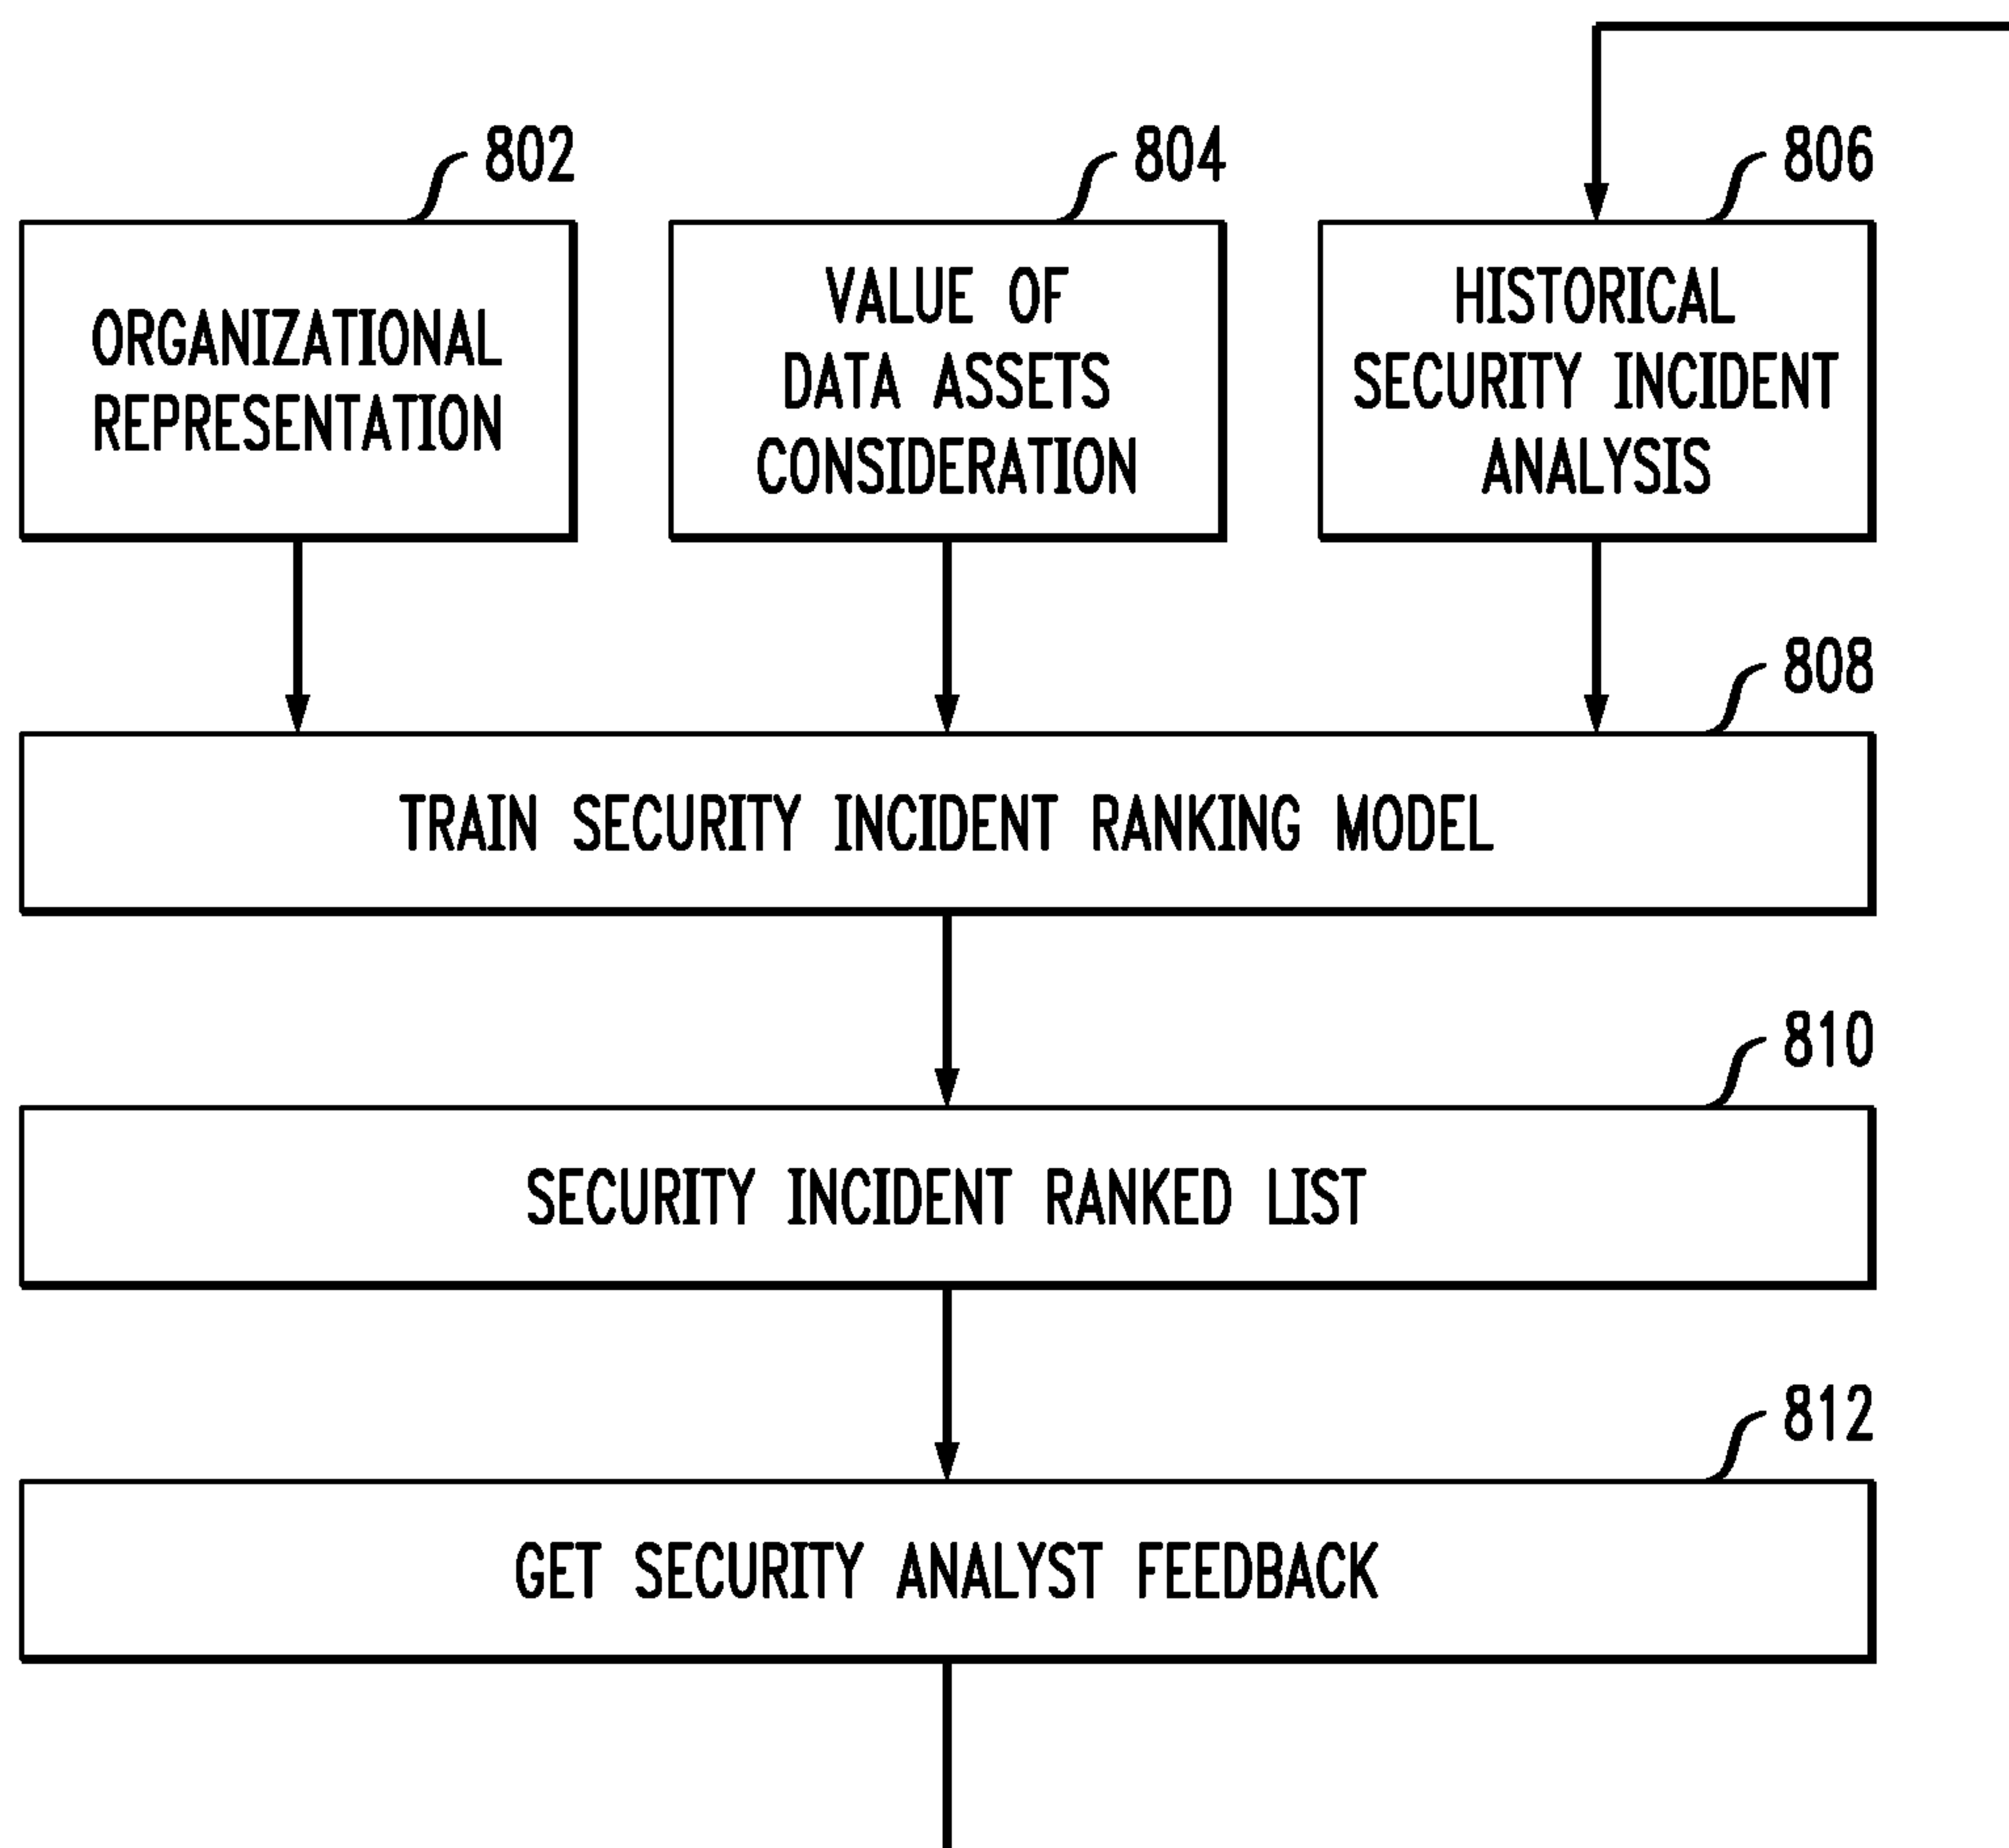 802
804
806
ORGANIZATIONAL
REPRESENTATION
VALUE OF
DATA ASSETS
CONSIDERATION
HISTORICAL
SECURITY INCIDENT
ANALYSIS
808
TRAIN SECURITY INCIDENT RANKING MODEL
810
SECURITY INCIDENT RANKED LIST
812
GET SECURITY ANALYST FEEDBACK